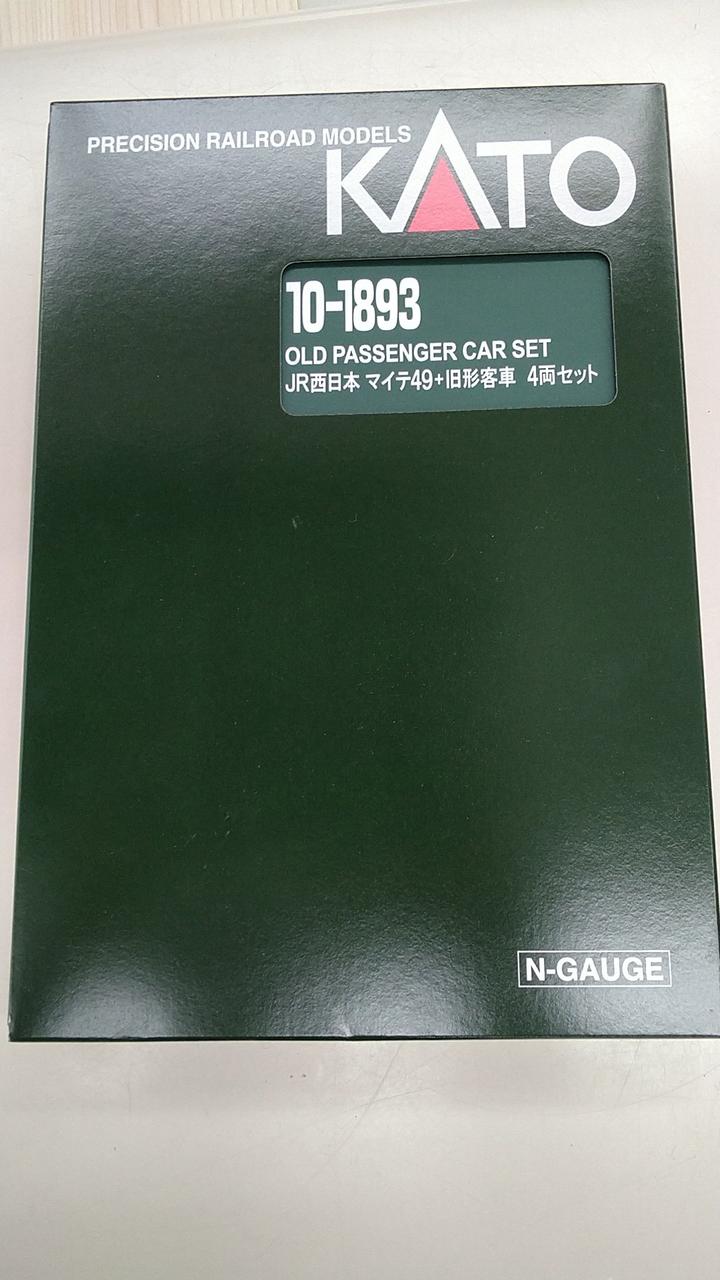 PRECISION RAILROAD MODELS
KATO
10-1893
OLD PASSENGER CAR SET
JR西日本 マイテ49+旧形客車 4両セット
N-GAUGE